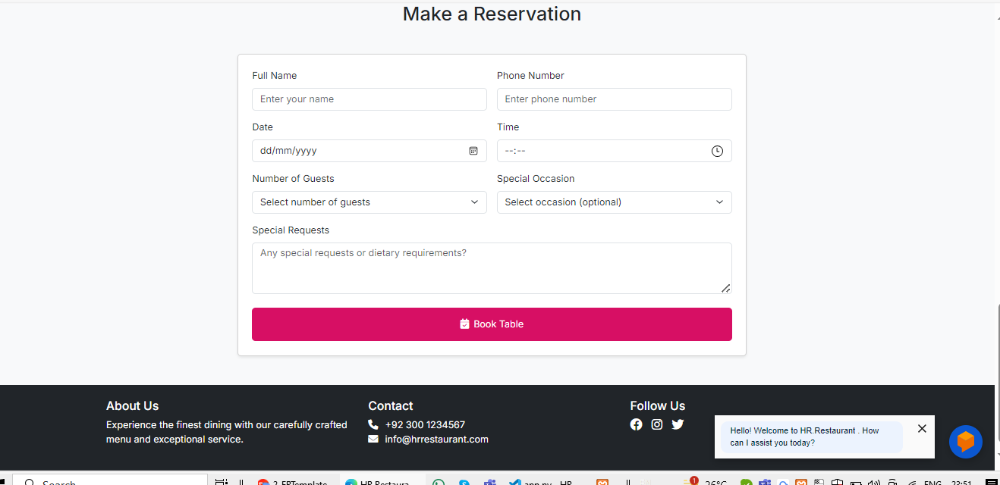 Make a Reservation
Full Name
Phone Number
Enter your name
Enter phone number
Date
Time
dd/mm/yyyy
--:--
Number of Guests
Special Occasion
Select number of guests
Select occasion (optional)
Special Requests
Any special requests or dietary requirements?
Book Table
About Us
Contact
Follow Us
Experience the finest dining with our carefully crafted
menu and exceptional service.
+92 300 1234567
info@hrrestaurant.com
Hello! Welcome to HR.Restaurant . How
can I assist you today?
Search
HR Restaura
app.py - HR
1
26°C
ENG